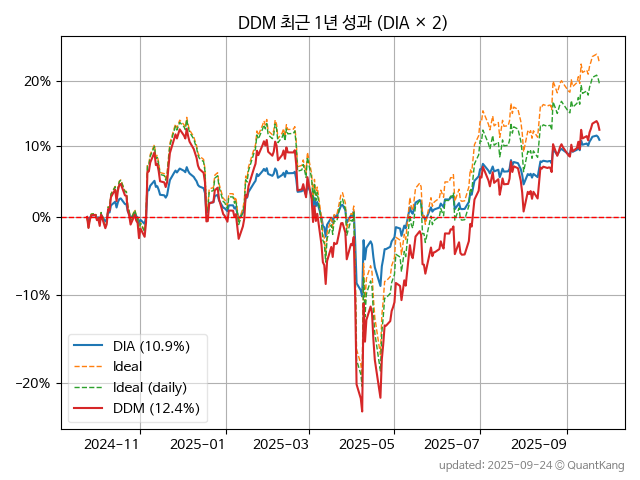 DDM 최근 1년 성과 (DIA × 2)
20%
10%
0%
−10%
−20%
DIA (10.9%)
Ideal
Ideal (daily)
DDM (12.4%)
2024-11
2025-01
2025-03
2025-05
2025-07
2025-09
updated: 2025-09-24 © QuantKang